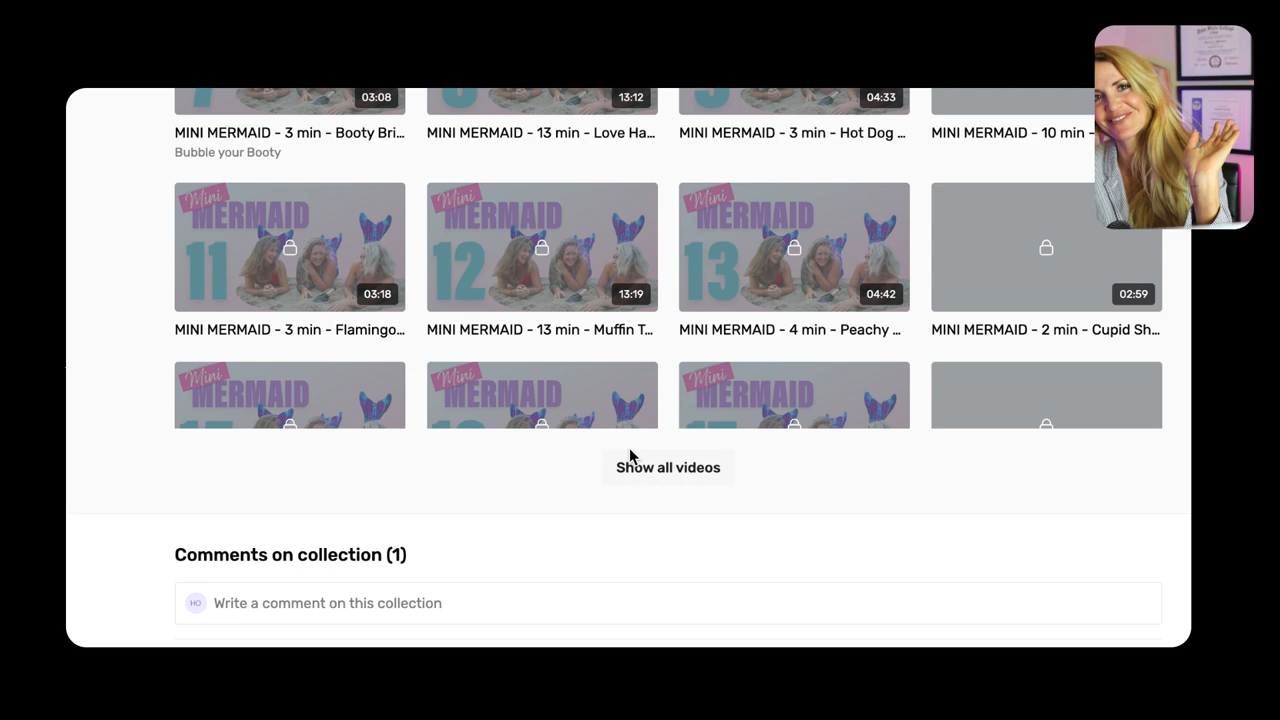 03:08
13:12
04:33
MINI MERMAID - 3 min - Booty Bri...
MINI MERMAID - 13 min - Love Ha...
MINI MERMAID - 3 min - Hot Dog ...
MINI MERMAID - 10 min -
Bubble your Booty
Mini
MERMAID
11
03:18
Mini
MERMAID
12
13:19
Mini
MERMAID
13
04:42
02:59
MINI MERMAID - 3 min - Flamingo...
MINI MERMAID - 13 min - Muffin T...
MINI MERMAID - 4 min - Peachy ...
MINI MERMAID - 2 min - Cupid Sh...
Mini
MERMAID
Mini
MERMAID
Mini
MERMAID
Show all videos
Comments on collection (1)
HO
Write a comment on this collection